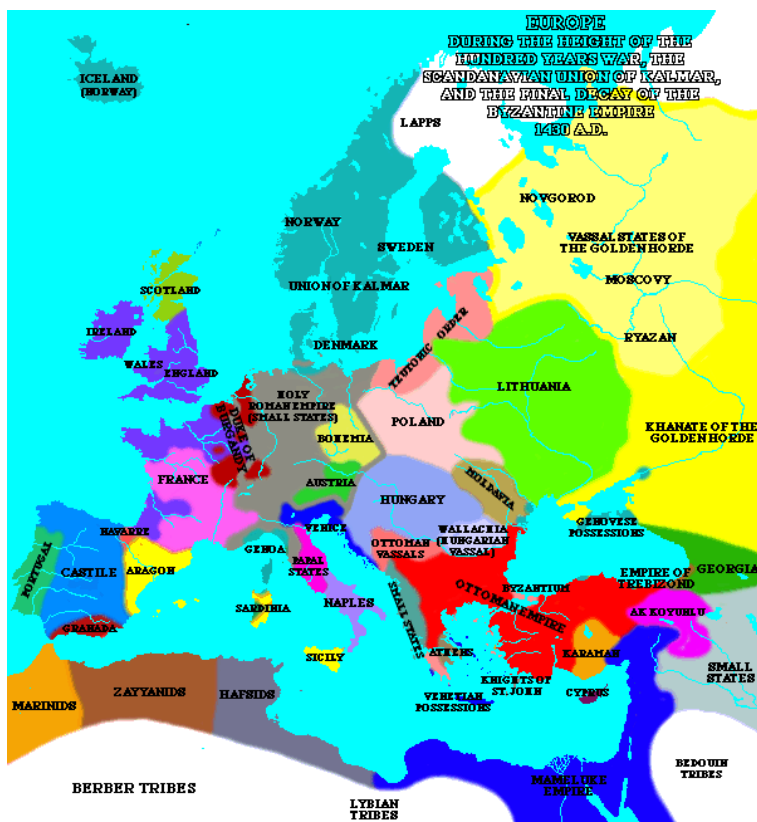 EUROPE
DURING THE HEIGHT OF THE
HUNDRED YEARS WAR, THE
SCANDANAVIAN UNION OF KALMAR,
AND THE FINAL DECAY OF THE
BYZANTINE EMPIRE
1430 A.D.
ICELAND
(NORWAY)
LAPPS
NOVGOROD
NORWAY
SWEDEN
VASSAL STATES OF
THE GOLDEN HORDE
MOSCOVY
SCOTLAND
UNION OF KALMAR
IRELAND
RYAZAN
DENMARK
TEUTONIC ORDER
WALES
ENGLAND
LITHUANIA
HOLY
ROMAN EMPIRE
(SMALL STATES)
DUKE OF
BURGANDY
POLAND
BOHEMIA
KHANATE OF THE
GOLDEN HORDE
FRANCE
AUSTRIA
MOLDAVIA
HUNGARY
GENOVESE
POSSESSIONS
NAVARRE
VENICE
WALLACHIA
(HUNGARIAN
VASSAL)
OTTOMAN
VASSALS
GENOA
PAPAL
STATES
PORTUGAL
CASTILE
ARAGON
GEORGIA
EMPIRE OF
TREBIZOND
BYZANTIUM
OTTOMAN EMPIRE
SARDINIA
NAPLES
SMALL STATES
AK KOYUNLU
GRANADA
ATHENS
KARAMAN
SICILY
SMALL
STATES
KNIGHTS OF
ST. JOHN
CYPRUS
VENETIAN
POSSESSIONS
MARINIDS
ZAYYANIDS
HAFSIDS
BEDOUIN
TRIBES
MAMELUKE
EMPIRE
BERBER TRIBES
LYBIAN
TRIBES